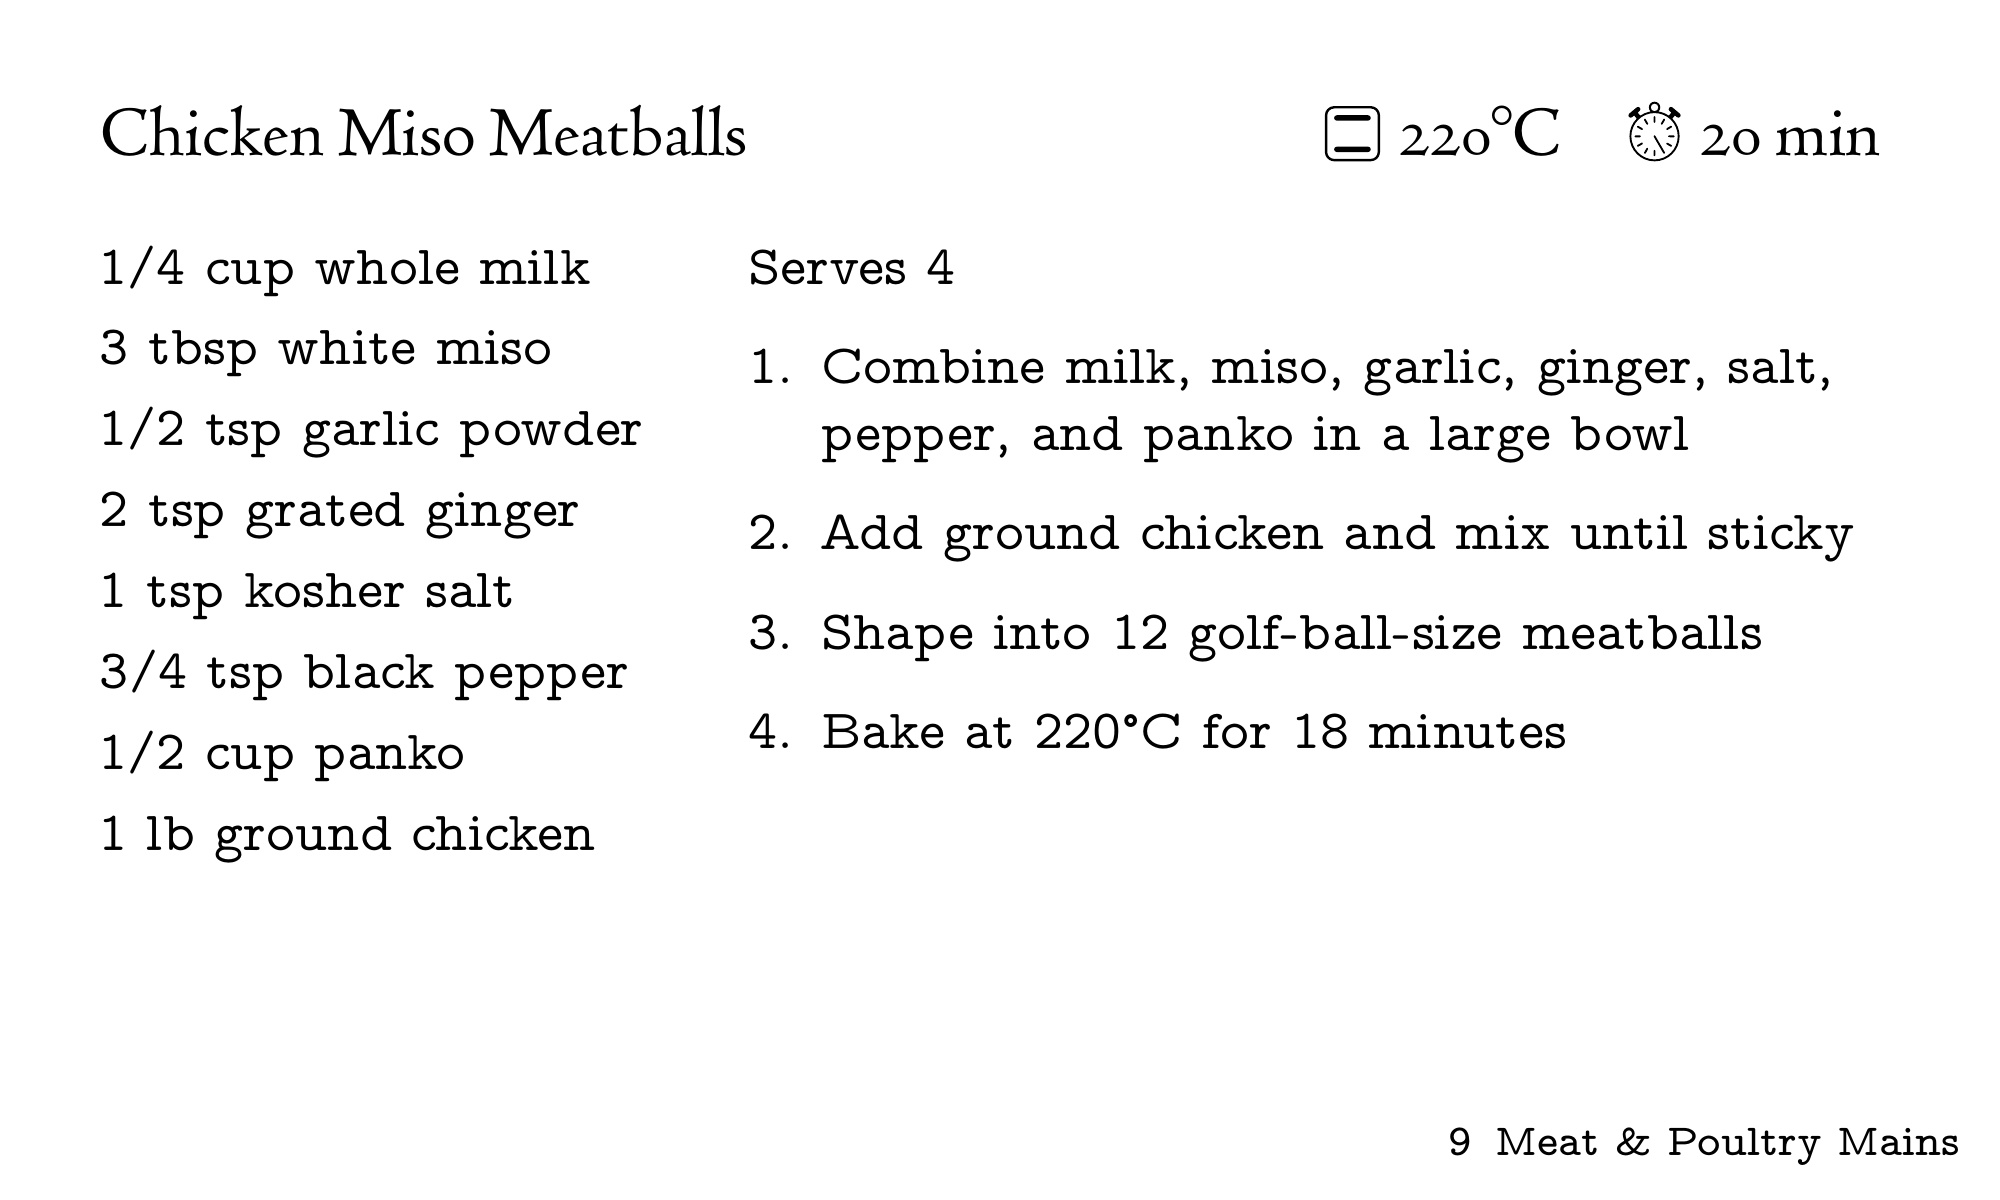 Chicken Miso Meatballs
220°C
20 min
1/4 cup whole milk
3 tbsp white miso
1/2 tsp garlic powder
2 tsp grated ginger
1 tsp kosher salt
3/4 tsp black pepper
1/2 cup panko
1 lb ground chicken
Serves 4
1. Combine milk, miso, garlic, ginger, salt,
pepper, and panko in a large bowl
2. Add ground chicken and mix until sticky
3. Shape into 12 golf-ball-size meatballs
4. Bake at 220°C for 18 minutes
9 Meat & Poultry Mains